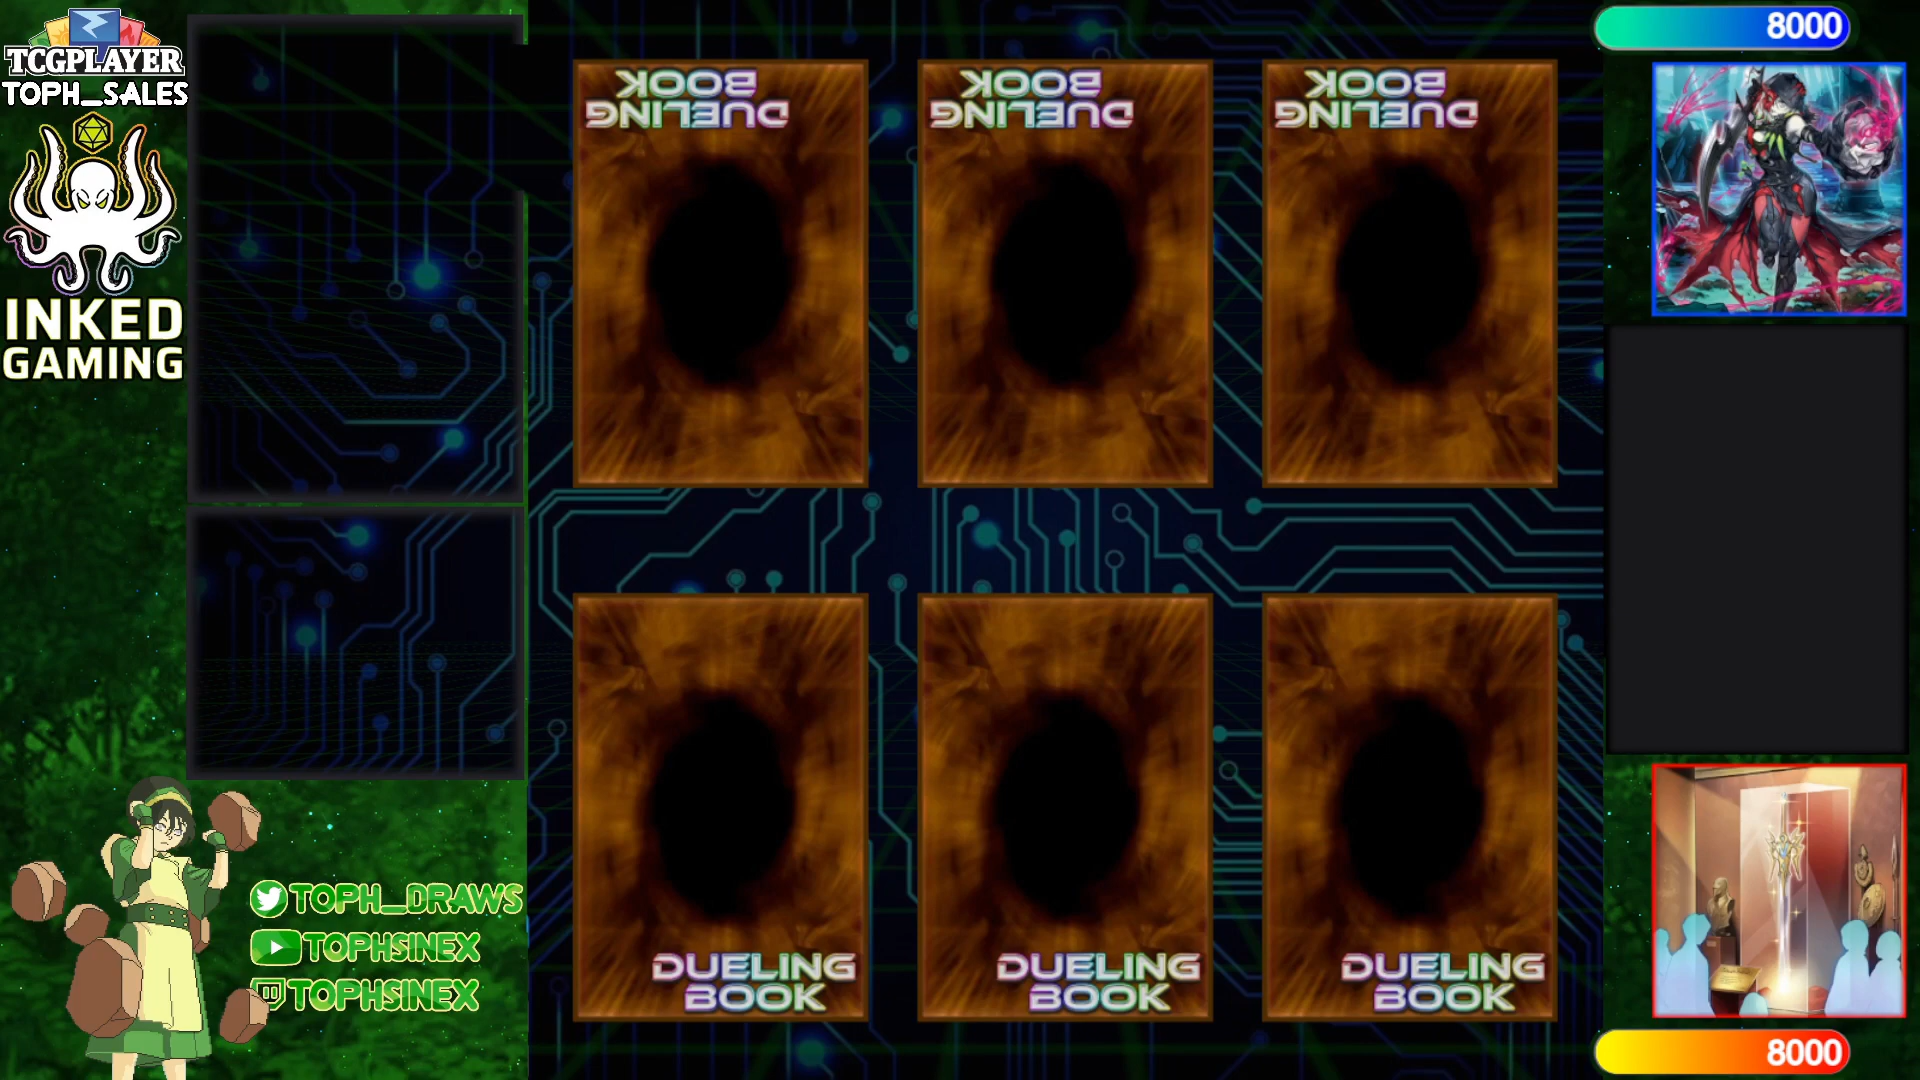 TCGPLAYER
TOPH_SALES
INKED
GAMING
TOPH_DRAWS
TOPHSINEX
TOPHSINEX
DUELING
BOOK
DUELING
BOOK
DUELING
BOOK
DUELING
BOOK
DUELING
BOOK
DUELING
BOOK
8000
8000